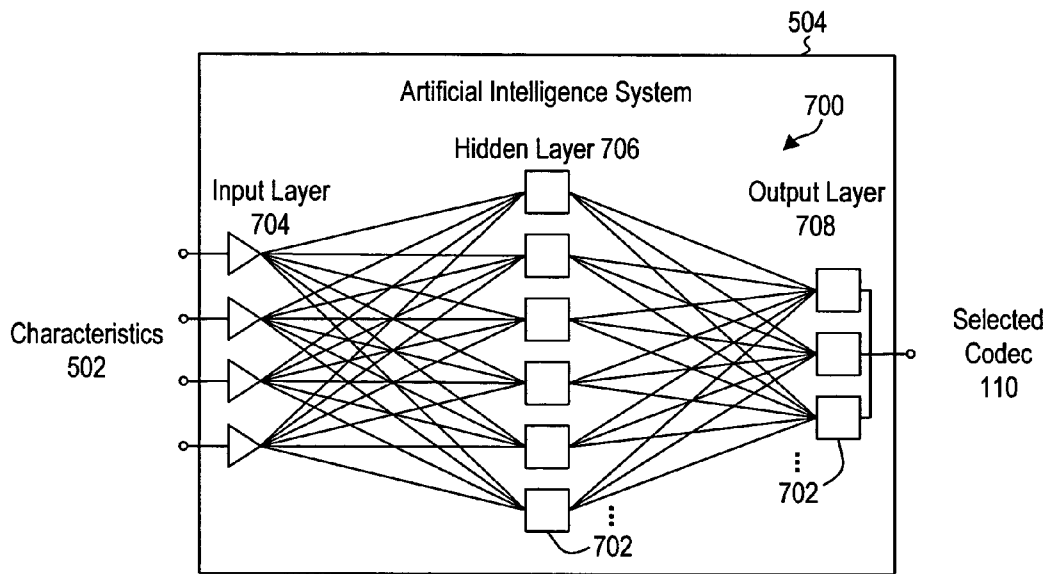 504
Artificial Intelligence System
700
Hidden Layer 706
Input Layer
704
Output Layer
708
Characteristics
502
Selected
Codec
110
702
702